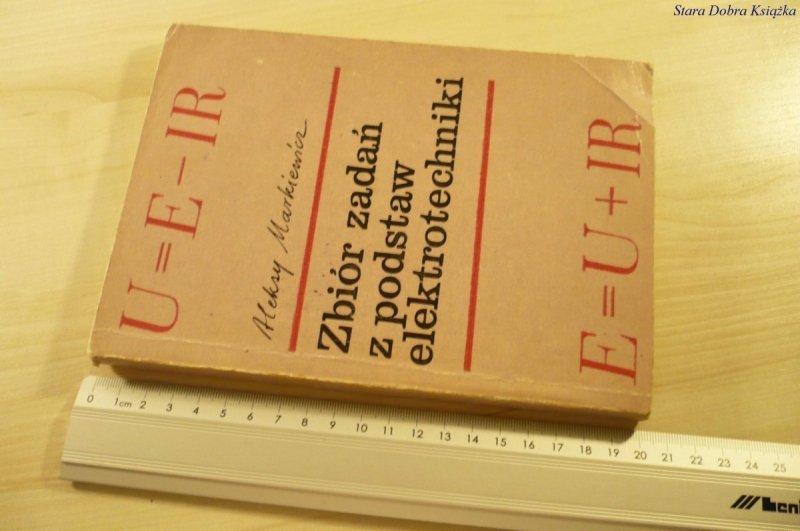 Stara Dobra Książka
U = E − IR
Aleksy Markiewicz
Zbiór zadań
z podstaw
elektrotechniki
E = U + IR
0 1cm 2 3 4 5 6 7 8 9 10 11 12 13 14 15 16 17 18 19 20 21 22 23 24 25